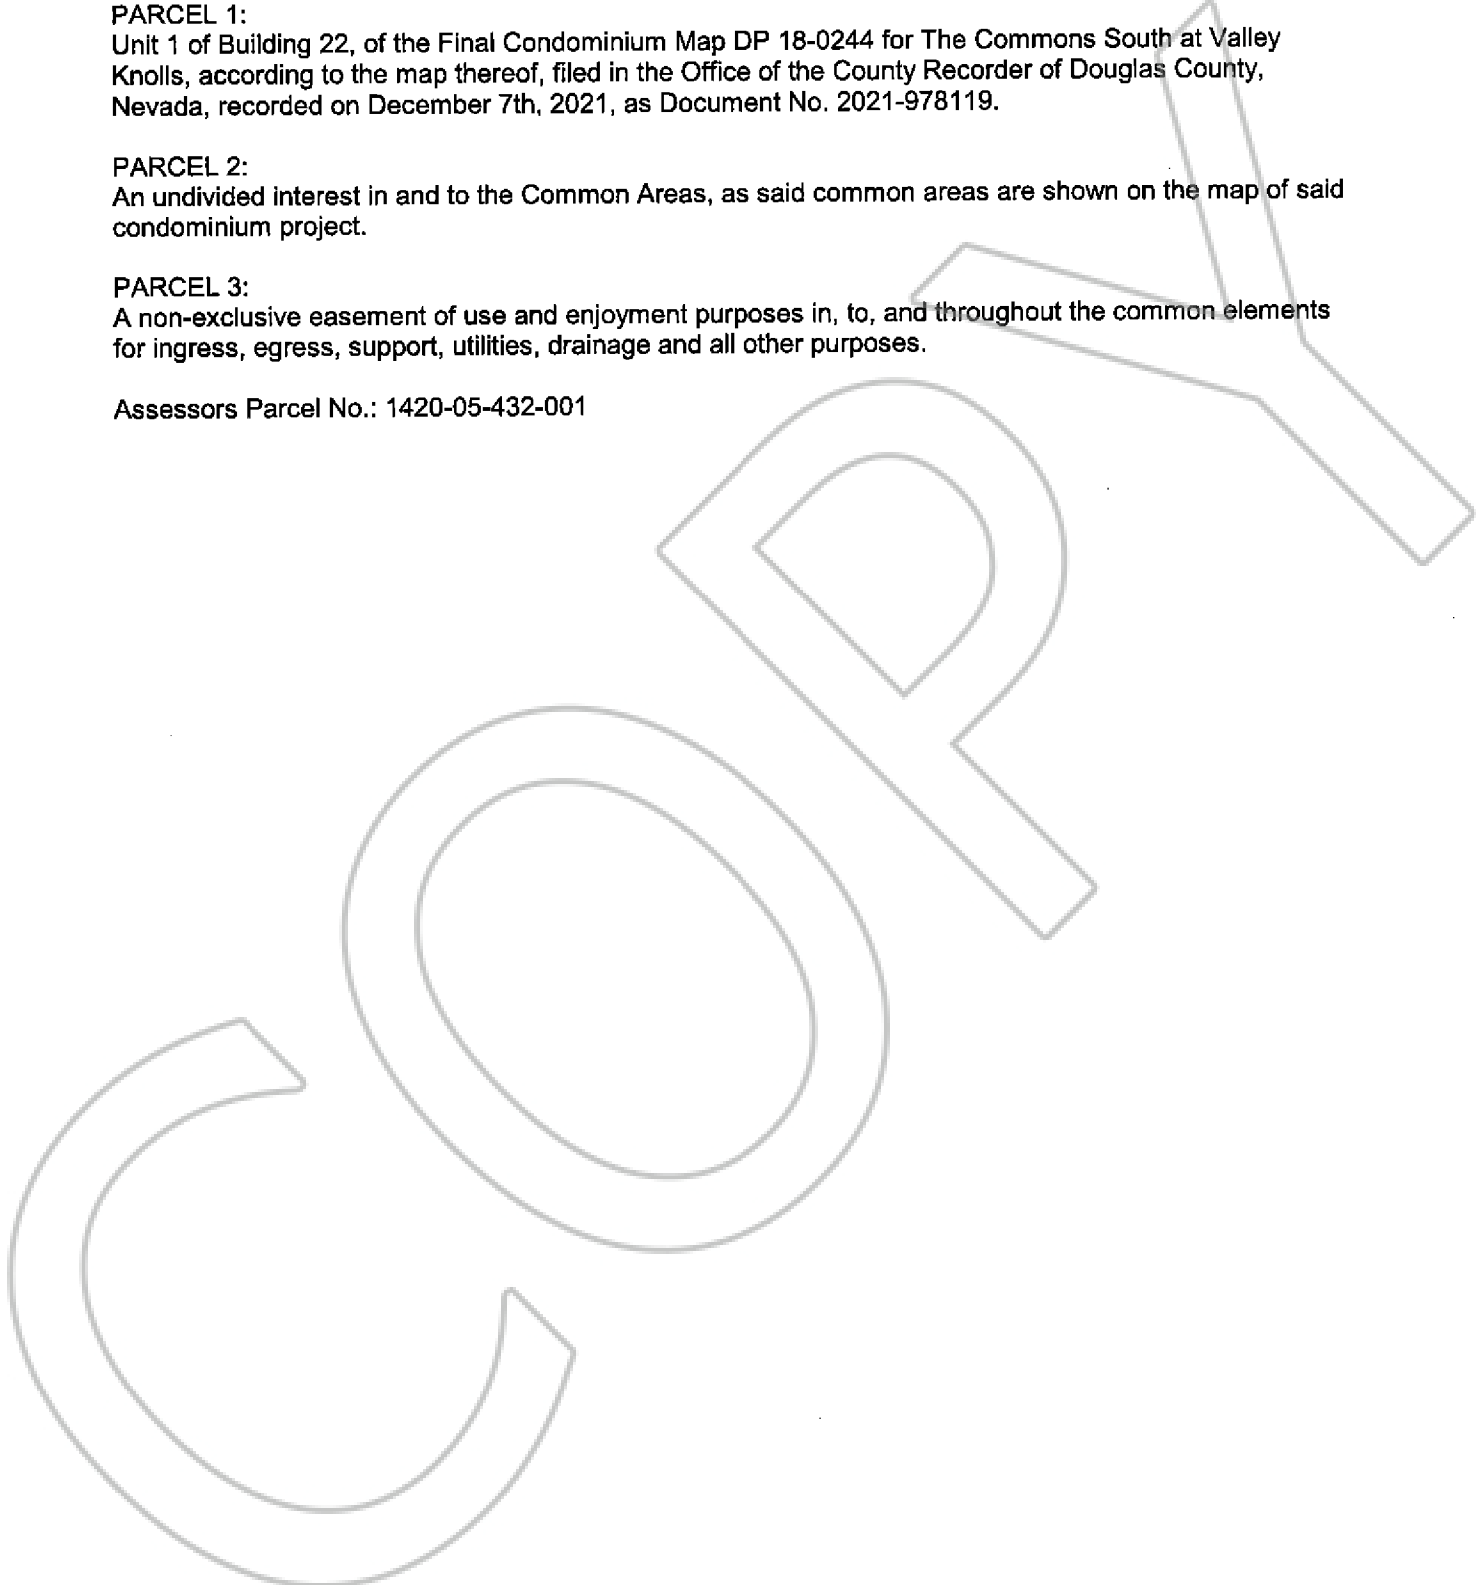 PARCEL 1:
Unit 1 of Building 22, of the Final Condominium Map DP 18-0244 for The Commons South at Valley
Knolls, according to the map thereof, filed in the Office of the County Recorder of Douglas County,
Nevada, recorded on December 7th, 2021, as Document No. 2021-978119.
PARCEL 2:
An undivided interest in and to the Common Areas, as said common areas are shown on the map of said
condominium project.
PARCEL 3:
A non-exclusive easement of use and enjoyment purposes in, to, and throughout the common elements
for ingress, egress, support, utilities, drainage and all other purposes.
Assessors Parcel No.: 1420-05-432-001
COPY